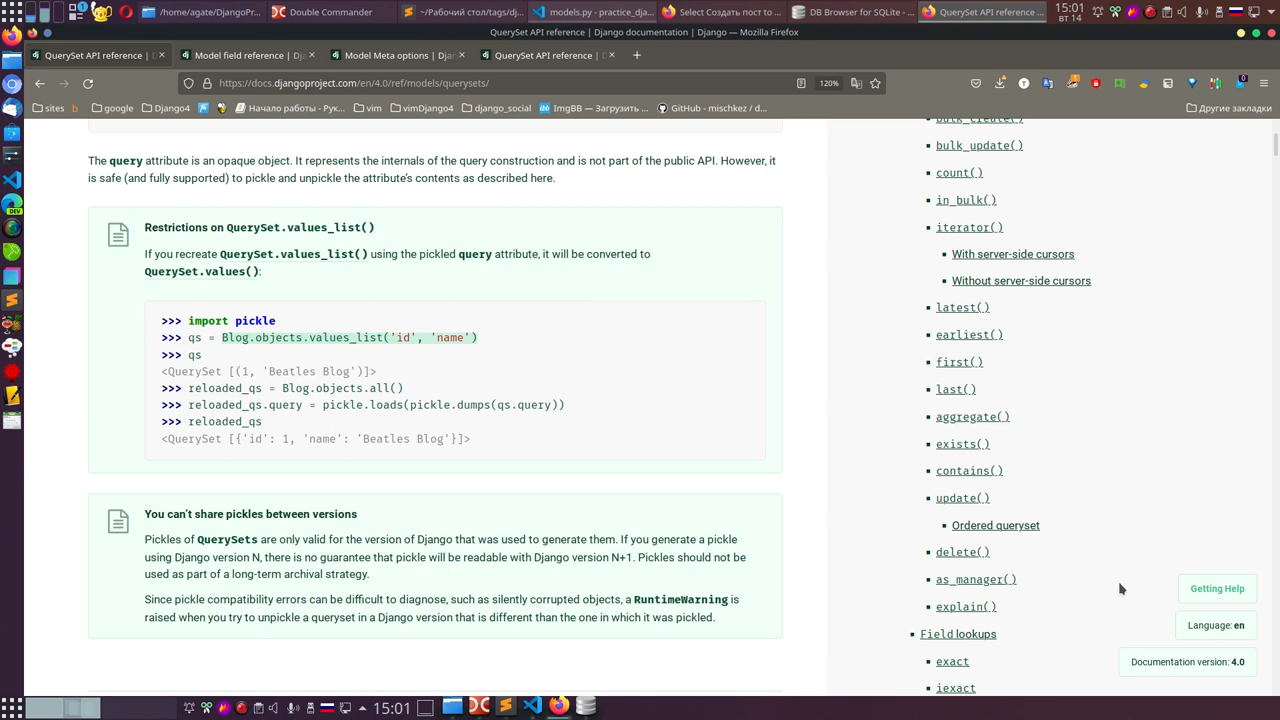 /home/agate/DjangoPr...
Double Commander
~/Рабочий стол/tags/dj...
models.py - practice_dja...
Select Создать пост to ...
DB Browser for SQLite - ...
QuerySet API reference ...
15:01
ВТ 14
QuerySet API reference | Django documentation | Django — Mozilla Firefox
QuerySet API reference | D
Model field reference | Dj
Model Meta options | Djan
QuerySet API reference | D
https://docs.djangoproject.com/en/4.0/ref/models/querysets/
120%
sites
google
Django4
Начало работы - Рук...
vim
vimDjango4
django_social
ImgBB — Загрузить ...
GitHub - mischkez / d...
Другие закладки
The query attribute is an opaque object. It represents the internals of the query construction and is not part of the public API. However, it
is safe (and fully supported) to pickle and unpickle the attribute’s contents as described here.
Restrictions on QuerySet.values_list()
If you recreate QuerySet.values_list() using the pickled query attribute, it will be converted to
QuerySet.values():
>>> import pickle
>>> qs = Blog.objects.values_list('id', 'name')
>>> qs
<QuerySet [(1, 'Beatles Blog')]>
>>> reloaded_qs = Blog.objects.all()
>>> reloaded_qs.query = pickle.loads(pickle.dumps(qs.query))
>>> reloaded_qs
<QuerySet [{'id': 1, 'name': 'Beatles Blog'}]>
You can’t share pickles between versions
Pickles of QuerySets are only valid for the version of Django that was used to generate them. If you generate a pickle
using Django version N, there is no guarantee that pickle will be readable with Django version N+1. Pickles should not be
used as part of a long-term archival strategy.
Since pickle compatibility errors can be difficult to diagnose, such as silently corrupted objects, a RuntimeWarning is
raised when you try to unpickle a queryset in a Django version that is different than the one in which it was pickled.
bulk_create()
bulk_update()
count()
in_bulk()
iterator()
With server-side cursors
Without server-side cursors
latest()
earliest()
first()
last()
aggregate()
exists()
contains()
update()
Ordered queryset
delete()
as_manager()
explain()
Field lookups
exact
iexact
Getting Help
Language: en
Documentation version: 4.0
DEV
15:01